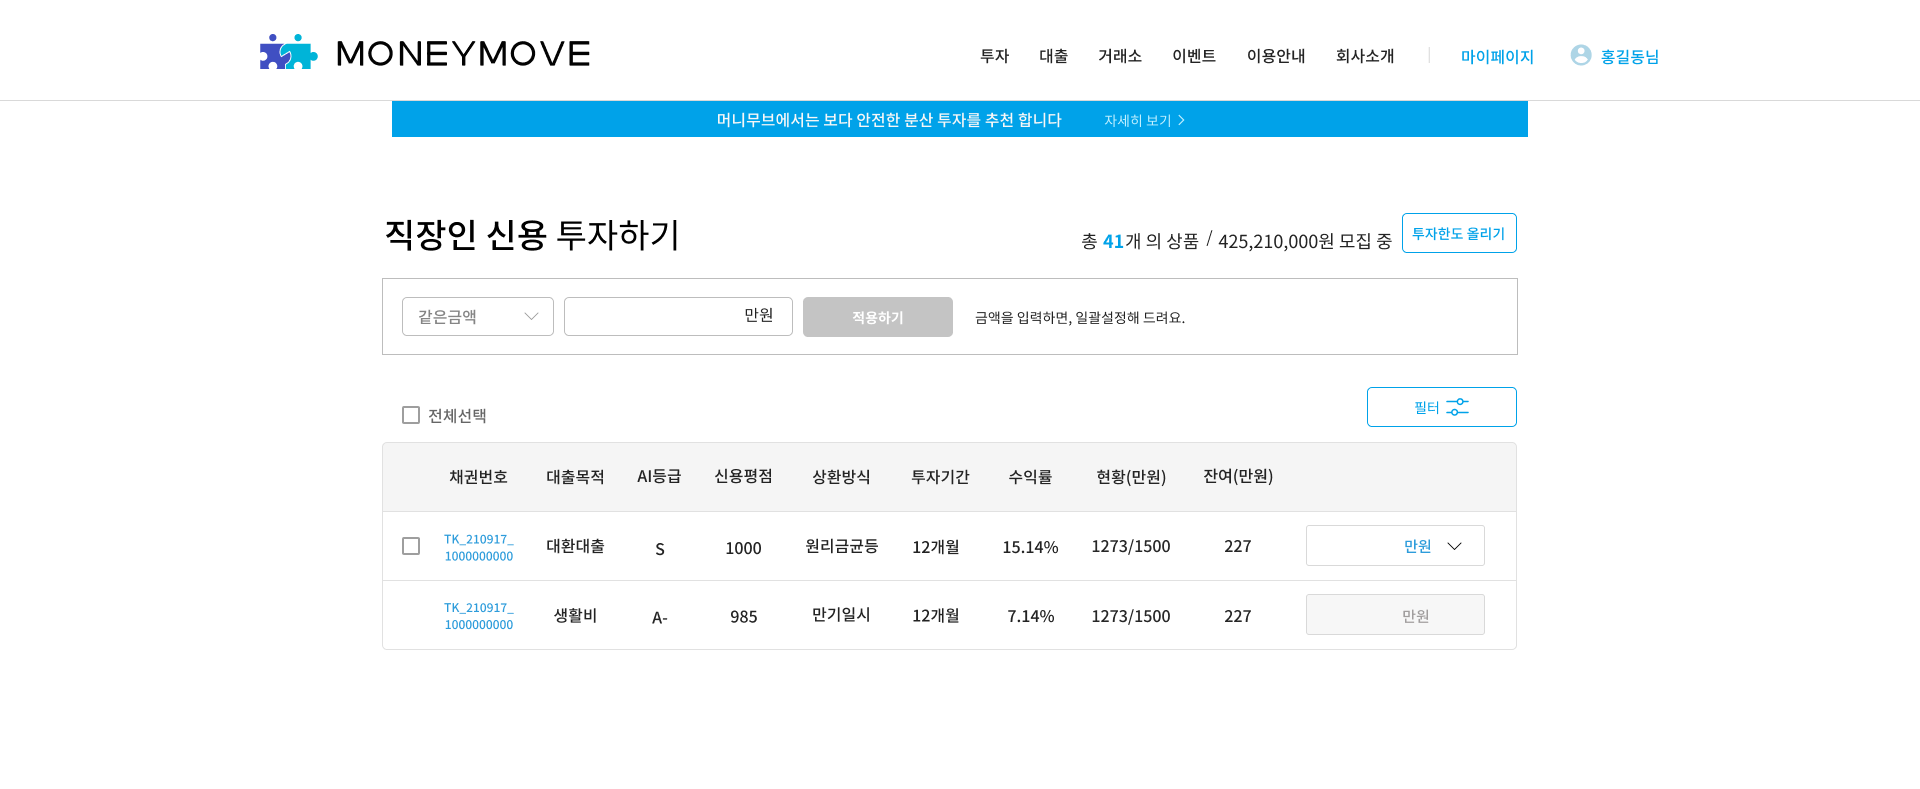 MONEYMOVE
투자 대출 거래소 이벤트 이용안내 회사소개 마이페이지 홍길동님
머니무브에서는 보다 안전한 분산 투자를 추천 합니다 자세히 보기
직장인 신용 투자하기
총 41개 의 상품 / 425,210,000원 모집 중 투자한도 올리기
같은금액 만원 적용하기 금액을 입력하면, 일괄설정해 드려요.
전체선택 필터
채권번호 대출목적 AI등급 신용평점 상환방식 투자기간 수익률 현황(만원) 잔여(만원)
TK_210917_
1000000000 대환대출 S 1000 원리금균등 12개월 15.14% 1273/1500 227 만원
TK_210917_
1000000000 생활비 A- 985 만기일시 12개월 7.14% 1273/1500 227 만원